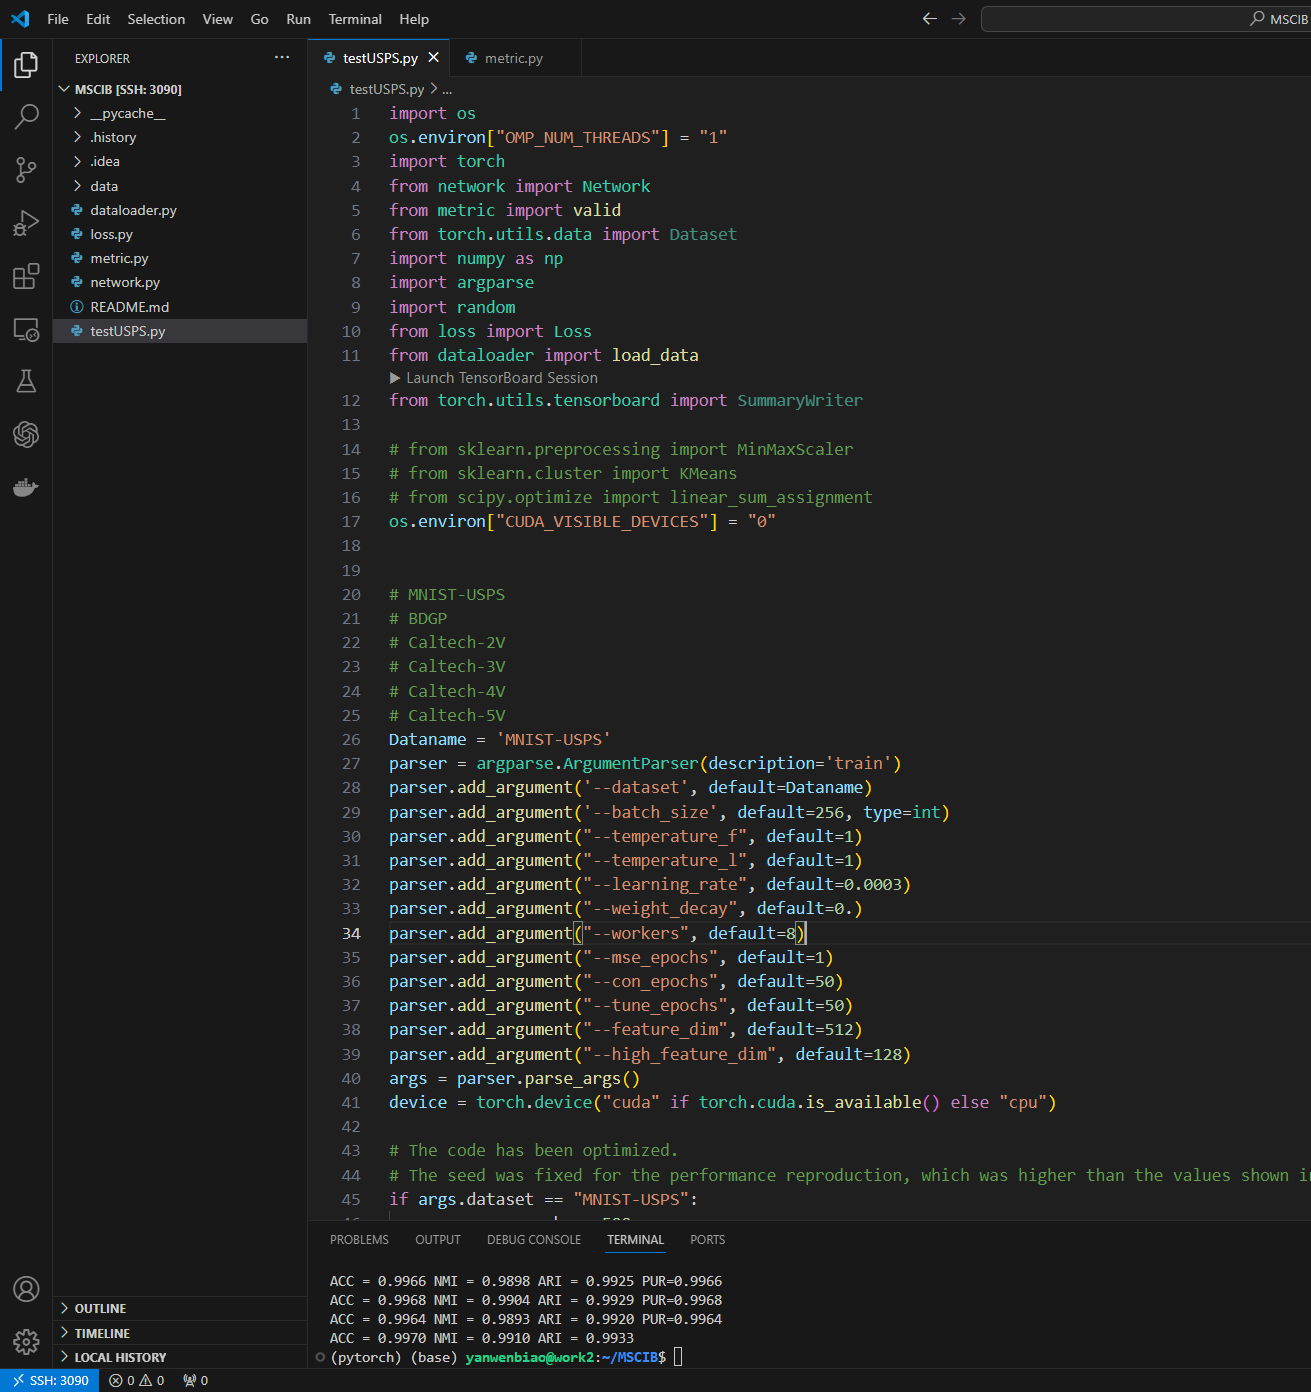 File Edit Selection View Go Run Terminal Help
MSCIB
EXPLORER
MSCIB [SSH: 3090]
__pycache__
.history
.idea
data
dataloader.py
loss.py
metric.py
network.py
README.md
testUSPS.py
OUTLINE
TIMELINE
LOCAL HISTORY
testUSPS.py metric.py
testUSPS.py > ...
1 import os
2 os.environ["OMP_NUM_THREADS"] = "1"
3 import torch
4 from network import Network
5 from metric import valid
6 from torch.utils.data import Dataset
7 import numpy as np
8 import argparse
9 import random
10 from loss import Loss
11 from dataloader import load_data
Launch TensorBoard Session
12 from torch.utils.tensorboard import SummaryWriter
13
14 # from sklearn.preprocessing import MinMaxScaler
15 # from sklearn.cluster import KMeans
16 # from scipy.optimize import linear_sum_assignment
17 os.environ["CUDA_VISIBLE_DEVICES"] = "0"
18
19
20 # MNIST-USPS
21 # BDGP
22 # Caltech-2V
23 # Caltech-3V
24 # Caltech-4V
25 # Caltech-5V
26 Dataname = 'MNIST-USPS'
27 parser = argparse.ArgumentParser(description='train')
28 parser.add_argument('--dataset', default=Dataname)
29 parser.add_argument('--batch_size', default=256, type=int)
30 parser.add_argument("--temperature_f", default=1)
31 parser.add_argument("--temperature_l", default=1)
32 parser.add_argument("--learning_rate", default=0.0003)
33 parser.add_argument("--weight_decay", default=0.)
34 parser.add_argument("--workers", default=8)
35 parser.add_argument("--mse_epochs", default=1)
36 parser.add_argument("--con_epochs", default=50)
37 parser.add_argument("--tune_epochs", default=50)
38 parser.add_argument("--feature_dim", default=512)
39 parser.add_argument("--high_feature_dim", default=128)
40 args = parser.parse_args()
41 device = torch.device("cuda" if torch.cuda.is_available() else "cpu")
42
43 # The code has been optimized.
44 # The seed was fixed for the performance reproduction, which was higher than the values shown in
45 if args.dataset == "MNIST-USPS":
PROBLEMS OUTPUT DEBUG CONSOLE TERMINAL PORTS
ACC = 0.9966 NMI = 0.9898 ARI = 0.9925 PUR=0.9966
ACC = 0.9968 NMI = 0.9904 ARI = 0.9929 PUR=0.9968
ACC = 0.9964 NMI = 0.9893 ARI = 0.9920 PUR=0.9964
ACC = 0.9970 NMI = 0.9910 ARI = 0.9933
(pytorch) (base) yanwenbiao@work2:~/MSCIB$
SSH: 3090 0 0 0